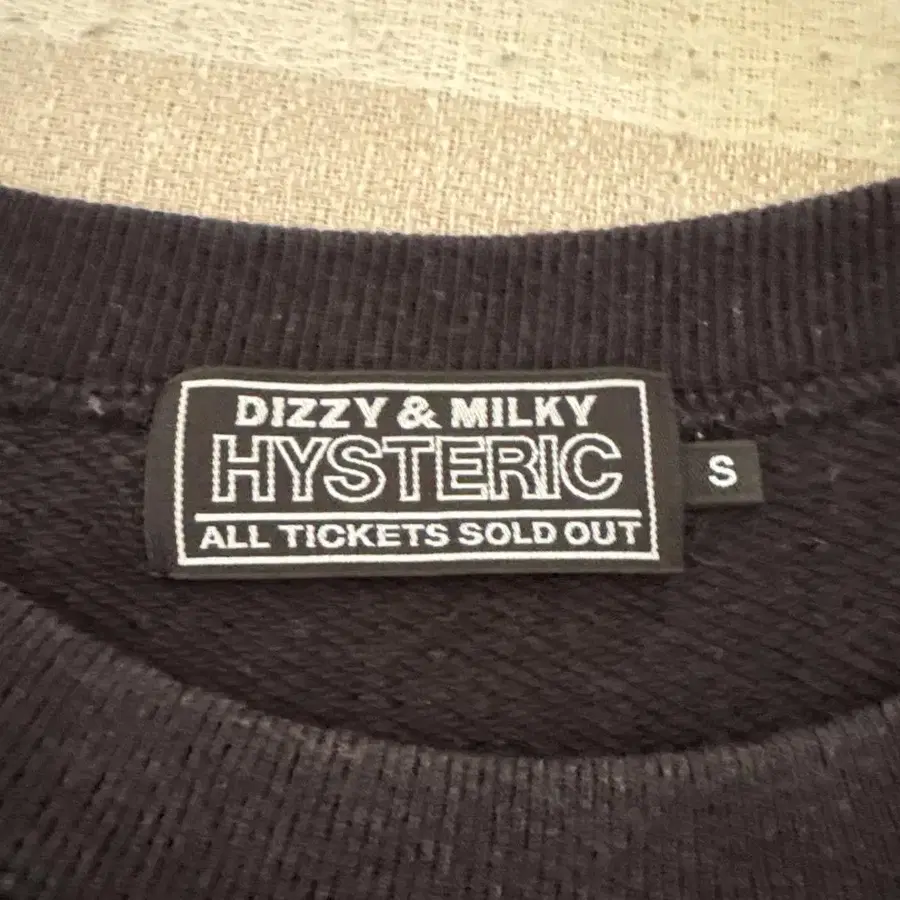 DIZZY & MILKY
HYSTERIC
ALL TICKETS SOLD OUT
S